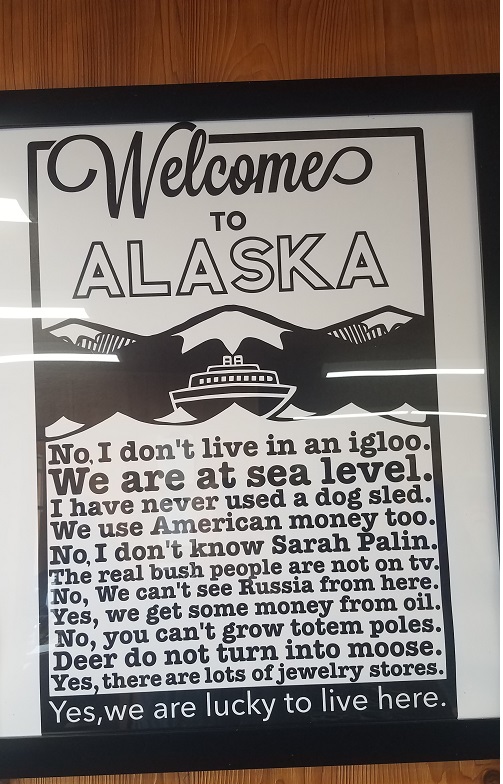 Welcome
TO
ALASKA
No, I don't live in an igloo.
We are at sea level.
I have never used a dog sled.
We use American money too.
No, I don't know Sarah Palin.
The real bush people are not on tv.
No, We can't see Russia from here.
Yes, we get some money from oil.
No, you can't grow totem poles.
Deer do not turn into moose.
Yes, there are lots of jewelry stores.
Yes,we are lucky to live here.